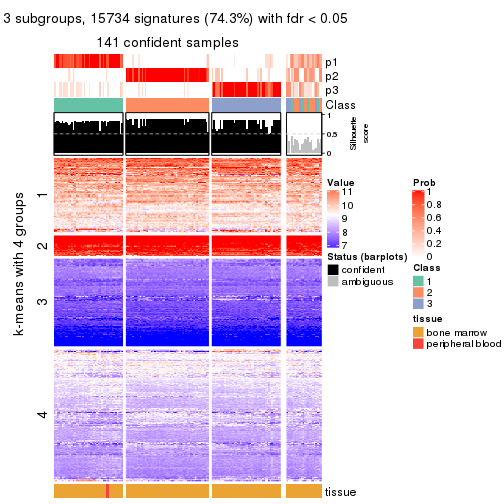 3 subgroups, 15734 signatures (74.3%) with fdr < 0.05
141 confident samples
p1
p2
p3
Class
1
0.5
0
Silhouette
score
k-means with 4 groups
1
2
3
4
tissue
Value
11
10
9
8
7
Status (barplots)
confident
ambiguous
Prob
1
0.8
0.6
0.4
0.2
0
Class
1
2
3
tissue
bone marrow
peripheral blood